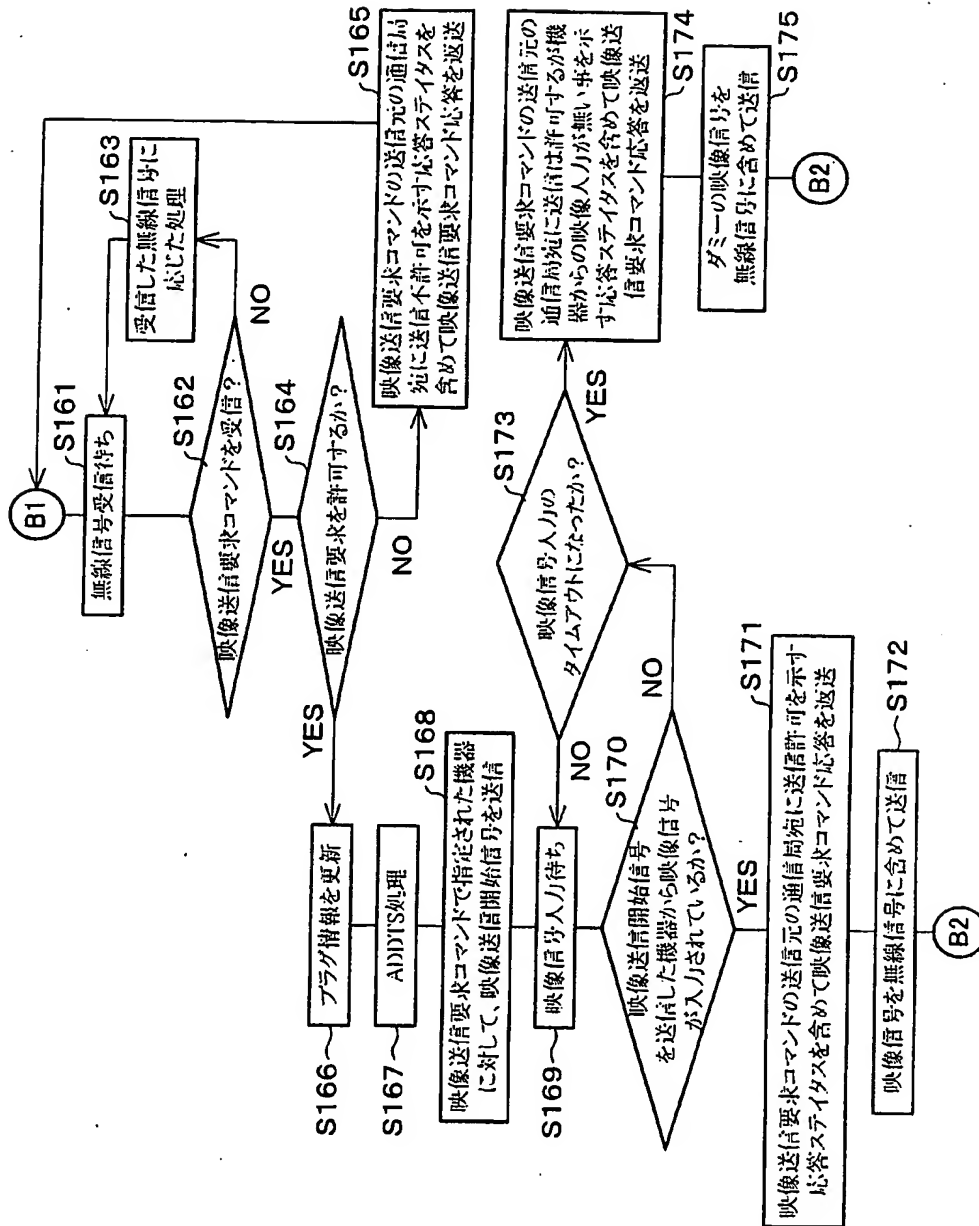 B1
S161
無線信号受信待ち
S163
受信した無線信号に
応じた処理
S162
映像送信要求コマンドを受信？
NO
YES
S164
映像送信要求を許可するか？
NO
YES
S165
映像送信要求コマンドの送信元の通信局
宛に送信不許可を示す応答ステイタスを
含めて映像送信要求コマンド応答を返送
S166
プラグ情報を更新
S167
ADDTS処理
S168
映像送信要求コマンドで指定された機器
に対して、映像送信開始信号を送信
S169
映像信号入力待ち
S170
映像送信開始信号
を送信した機器から映像信号
が入力されているか？
NO
YES
S173
映像信号入力の
タイムアウトになったか？
NO
YES
S174
映像送信要求コマンドの送信元の
通信局宛に送信は許可するが機
器からの映像入力が無い事を示
す応答ステイタスを含めて映像送
信要求コマンド応答を返送
S175
ダミーの映像信号を
無線信号に含めて送信
B2
S171
映像送信要求コマンドの送信元の通信局宛に送信許可を示す
応答ステイタスを含めて映像送信要求コマンド応答を返送
S172
映像信号を無線信号に含めて送信
B2